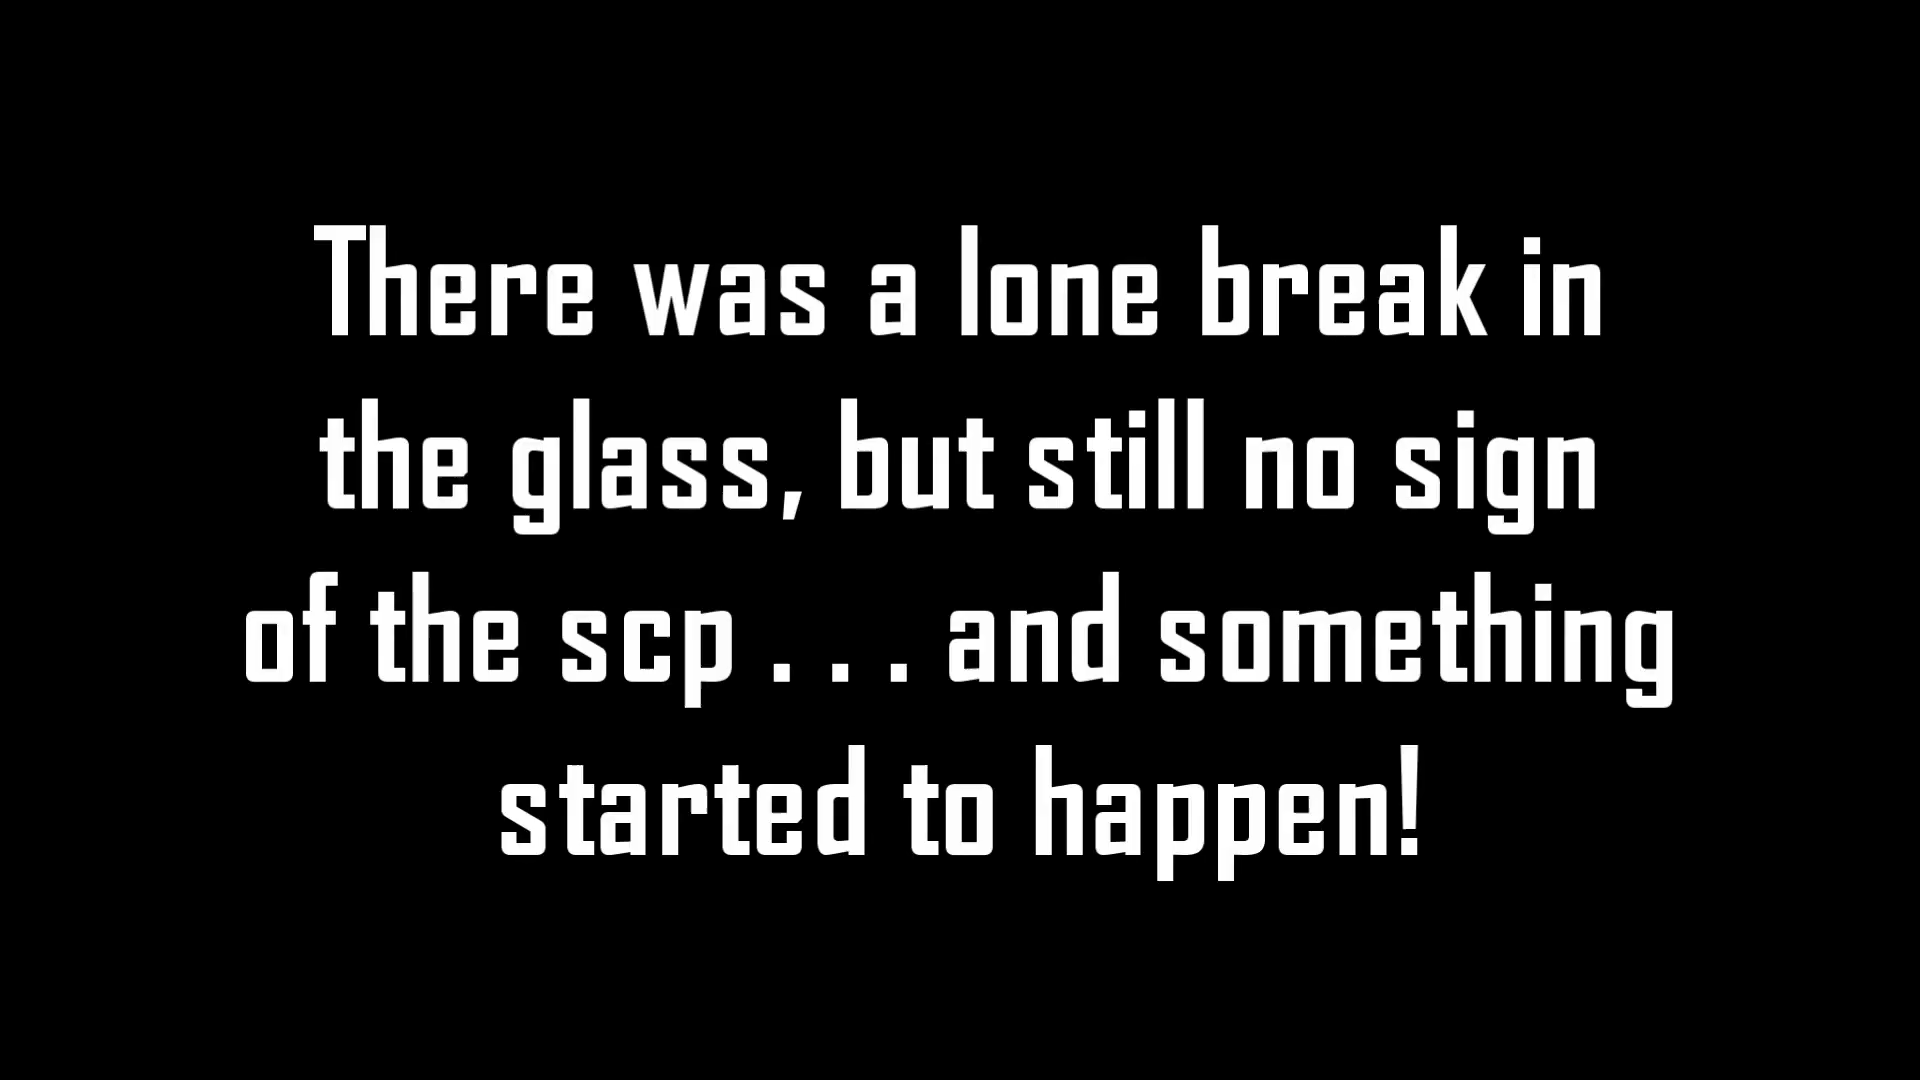 There was a lone break in
the glass, but still no sign
of the scp . . . and something
started to happen!